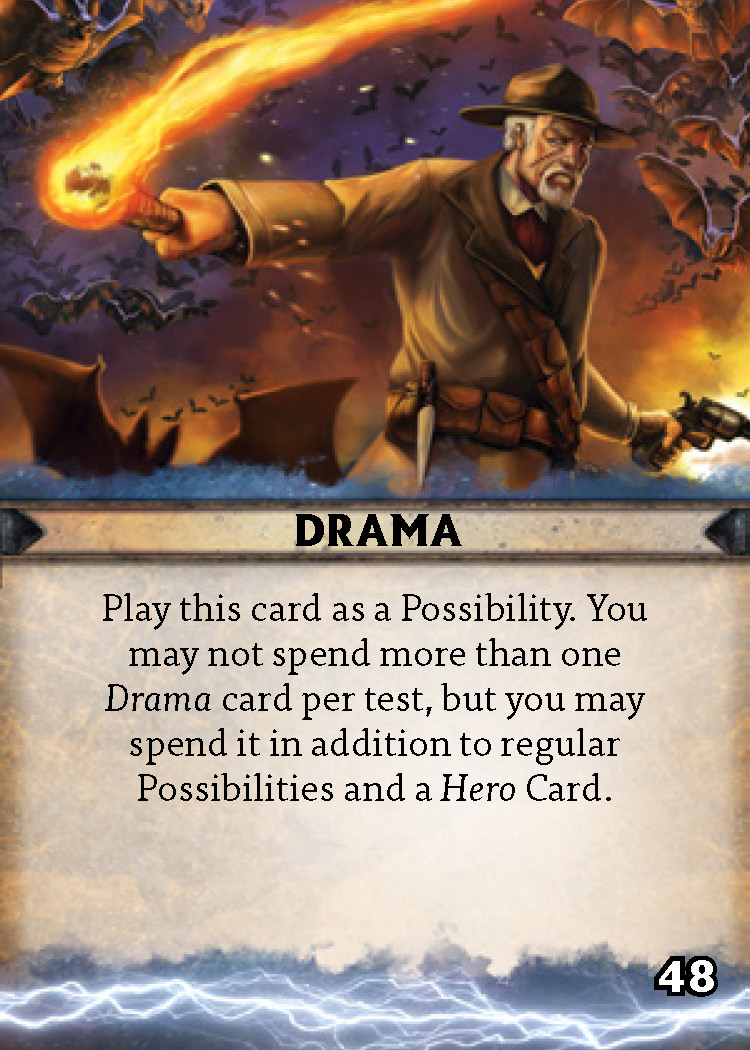 DRAMA
Play this card as a Possibility. You
may not spend more than one
Drama card per test, but you may
spend it in addition to regular
Possibilities and a Hero Card.
48